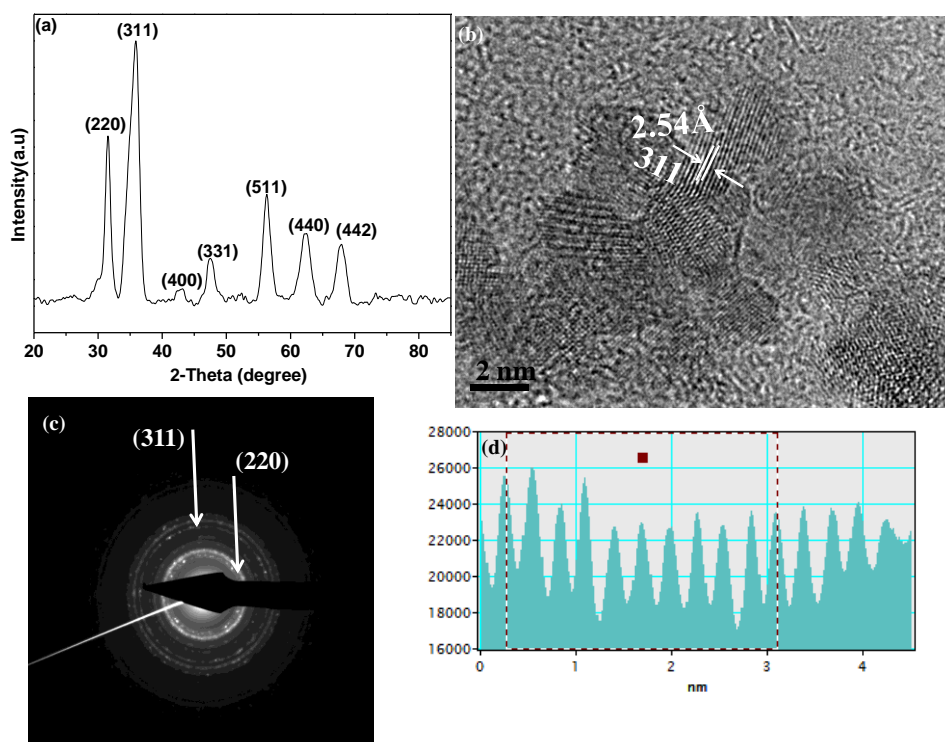 (a)
(311)
(220)
(511)
(440)
(442)
(331)
(400)
Intensity(a.u)
20 30 40 50 60 70 80
2-Theta (degree)
(b)
2.54Å
311
2 nm
(c)
(311)
(220)
(d)
28000
26000
24000
22000
20000
18000
16000
0 1 2 3 4
nm